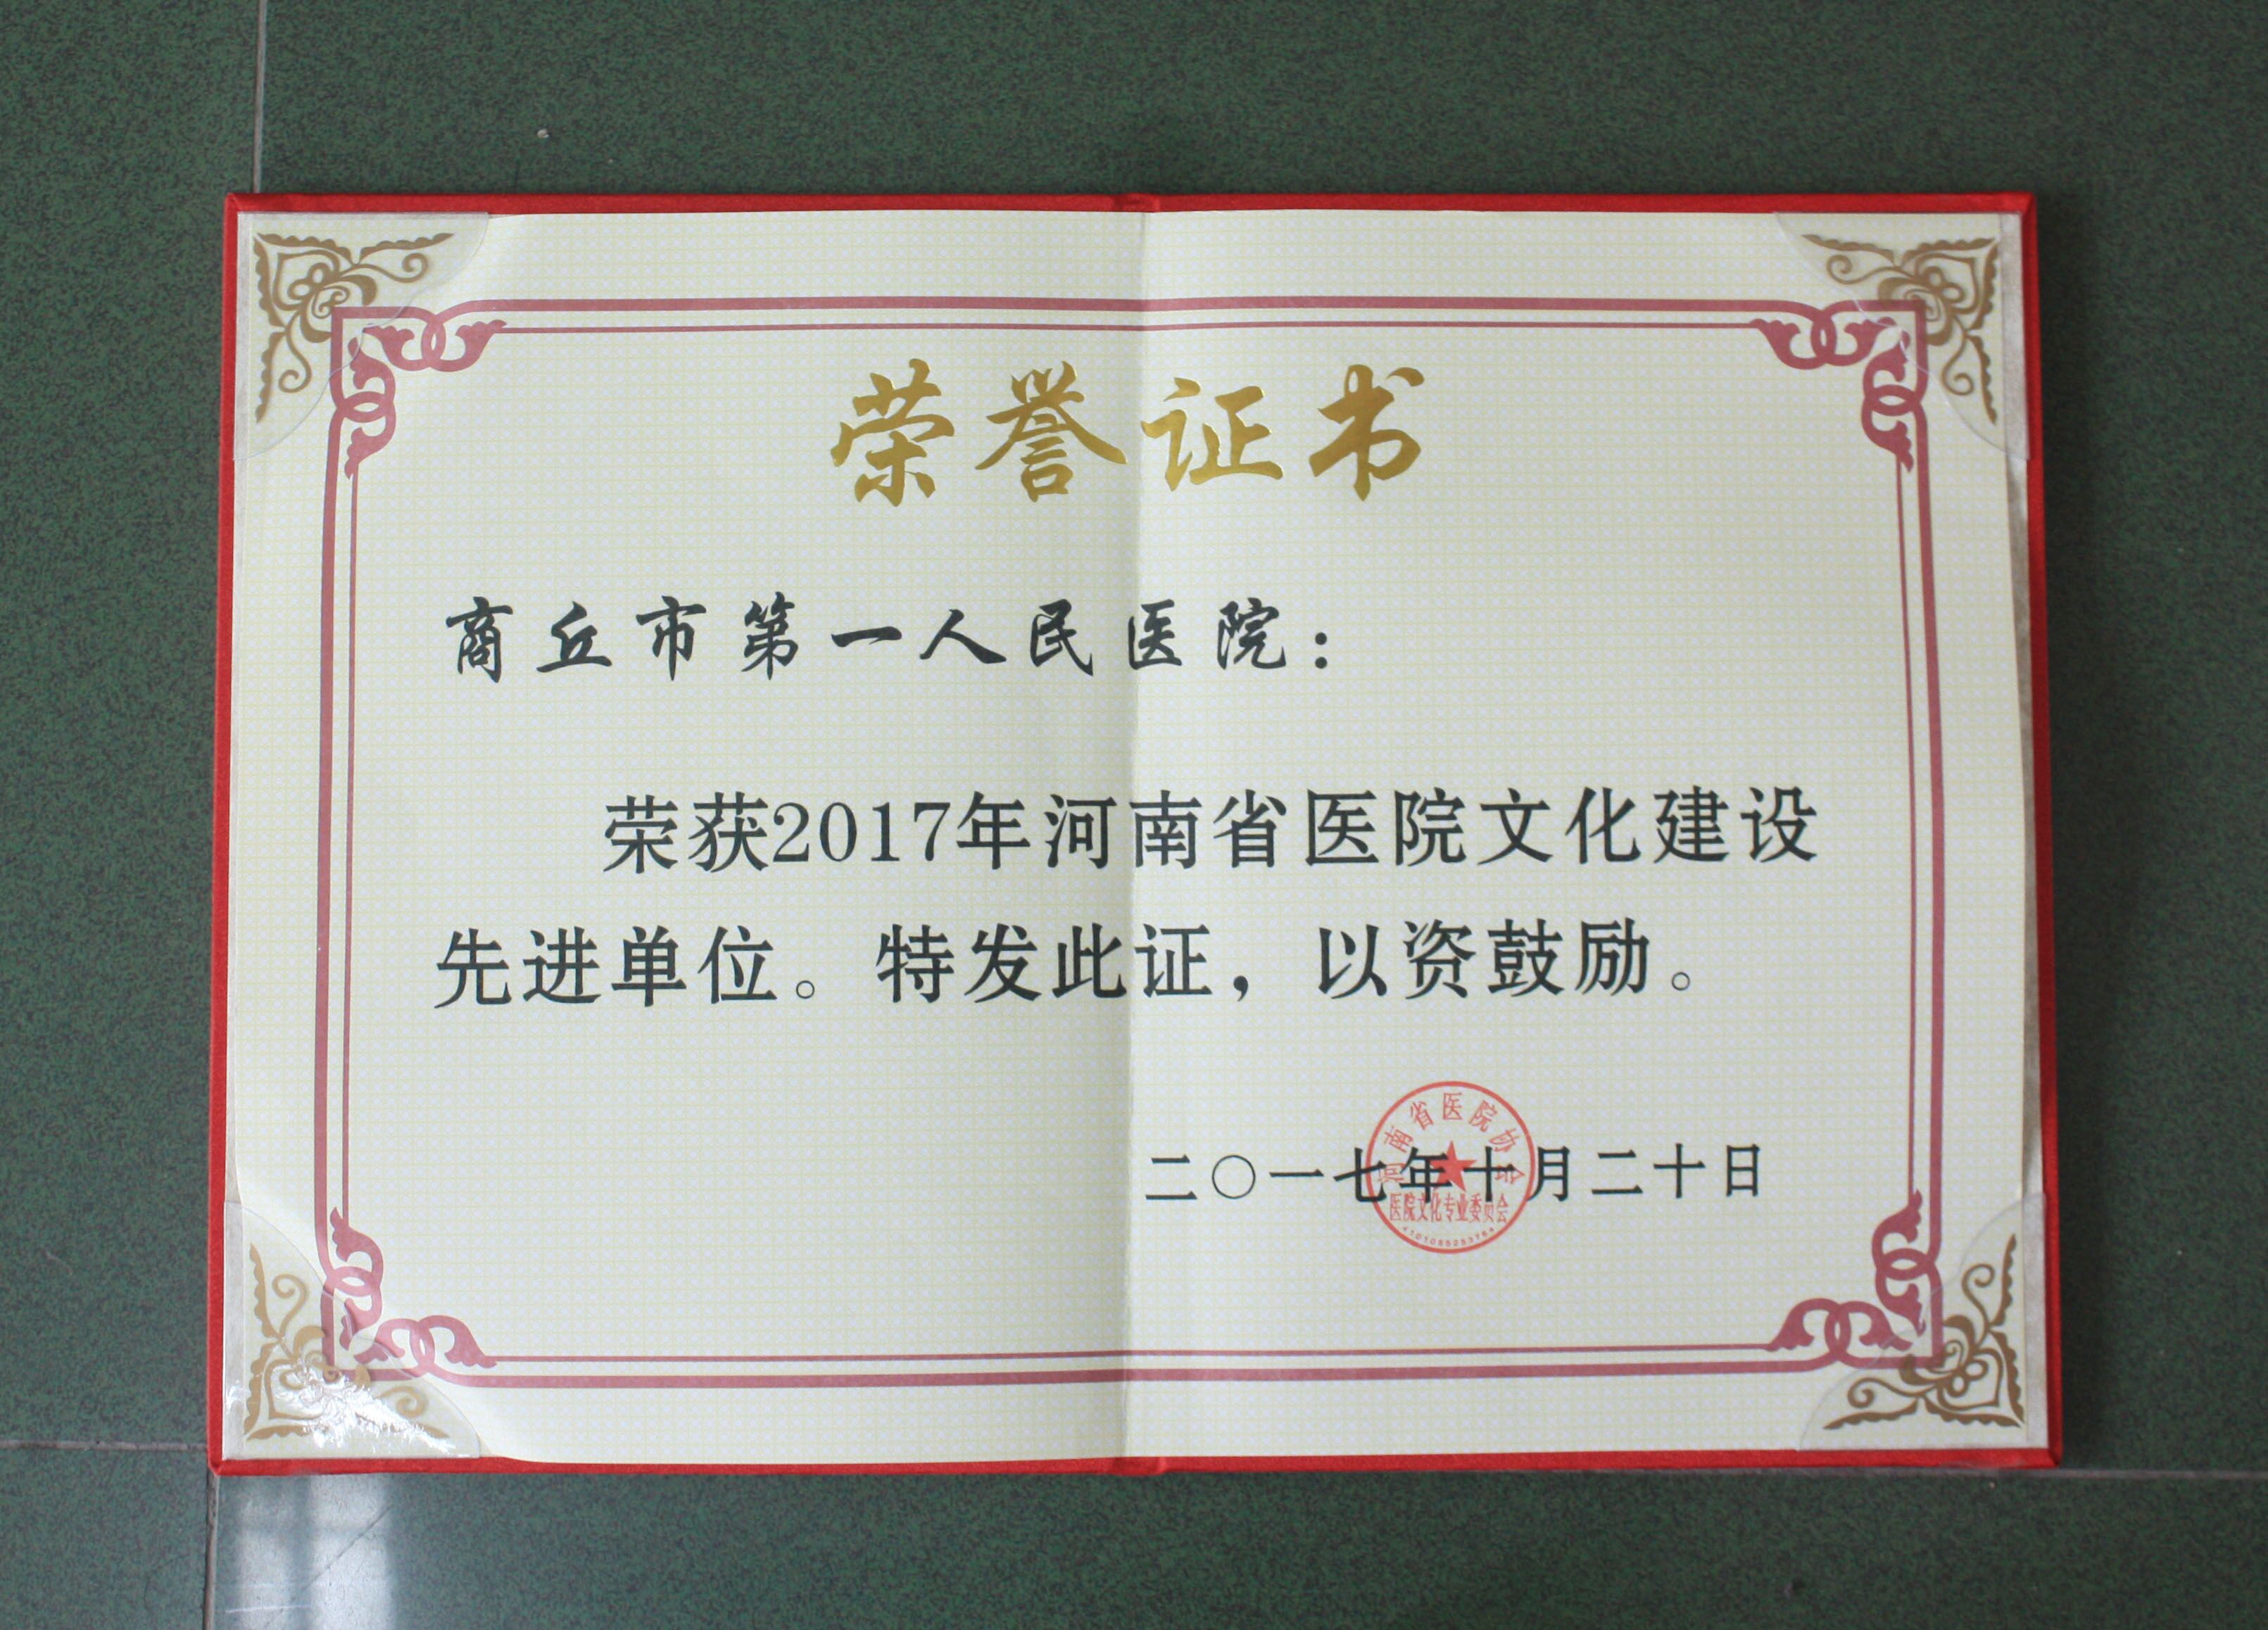 荣誉证书
商丘市第一人民医院：
荣获2017年河南省医院文化建设
先进单位。特发此证，以资鼓励。
河南省医院协会
二〇一七年十月二十日
医院文化专业委员会